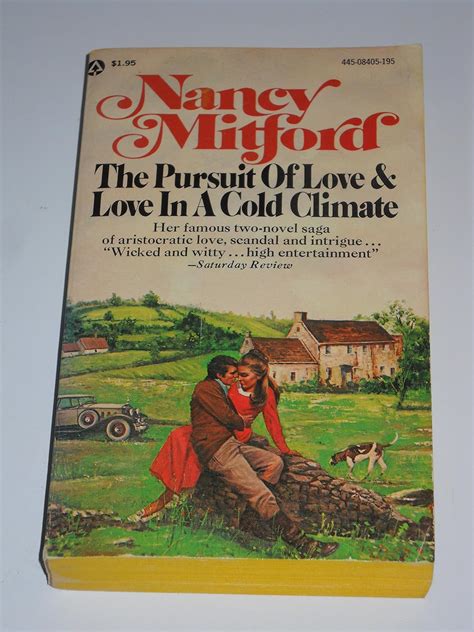 $1.95
445-08405-195
Nancy
Mitford
The Pursuit Of Love &
Love In A Cold Climate
Her famous two-novel saga
of aristocratic love, scandal and intrigue...
"Wicked and witty...high entertainment"
—Saturday Review